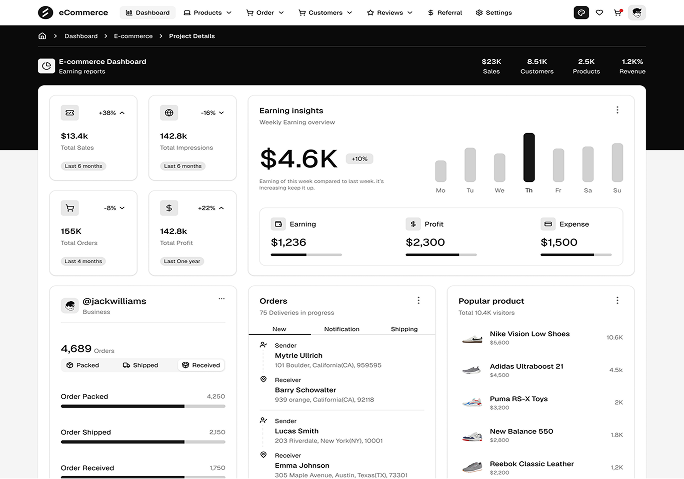 eCommerce
Dashboard
Products
Order
Customers
Reviews
Referral
Settings
Dashboard
E-commerce
Project Details
E-commerce Dashboard
Earning reports
$23K
Sales
8.51K
Customers
2.5K
Products
1.2K%
Revenue
+38%
$13.4k
Total Sales
Last 6 months
-16%
142.8k
Total Impressions
Last 6 months
-8%
155K
Total Orders
Last 4 months
+22%
142.8k
Total Profit
Last One year
Earning insights
Weekly Earning overview
$4.6K
+10%
Earning of this week compared to last week. it's
increasing keep it up.
Mo
Tu
We
Th
Fr
Sa
Su
Earning
$1,236
Profit
$2,300
Expense
$1,500
@jackwilliams
Business
4,689 Orders
Packed
Shipped
Received
Order Packed
4,250
Order Shipped
2,150
Order Received
1,750
Orders
75 Deliveries in progress
New
Notification
Shipping
Sender
Mytrie Ullrich
101 Boulder, California(CA), 959595
Receiver
Barry Schowalter
939 orange, California(CA), 92118
Sender
Lucas Smith
203 Riverdale, New York(NY), 10001
Receiver
Emma Johnson
305 Maple Avenue, Austin, Texas(TX), 73301
Popular product
Total 10.4K visitors
Nike Vision Low Shoes
$5,600
10.6K
Adidas Ultraboost 21
$4,500
4.5k
Puma RS-X Toys
$3,200
2K
New Balance 550
$2,800
1.8K
Reebok Classic Leather
$2,200
1.2K